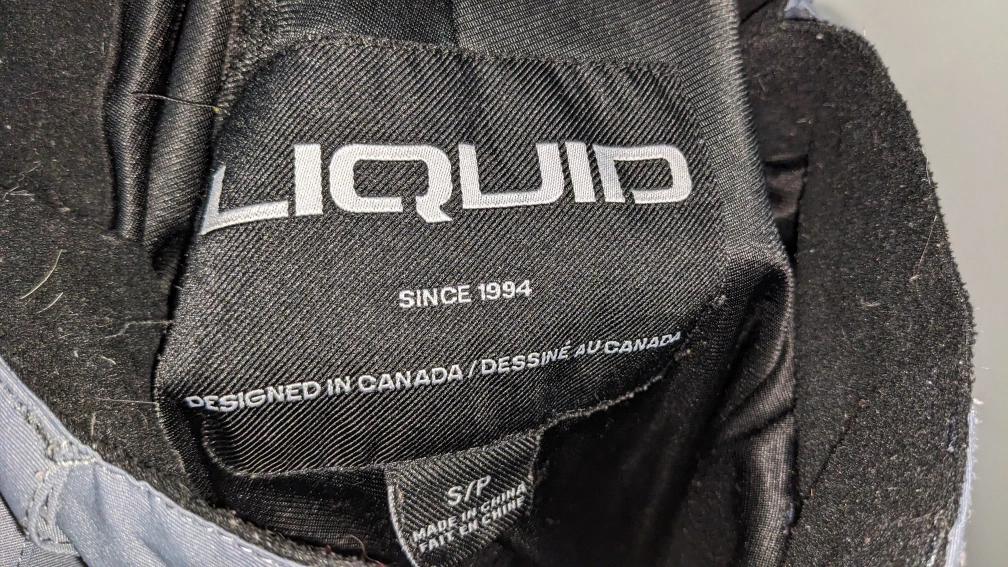 LIQUID
SINCE 1994
DESIGNED IN CANADA / DESSINÉ AU CANADA
S/P
MADE IN CHINA
FAIT EN CHINE